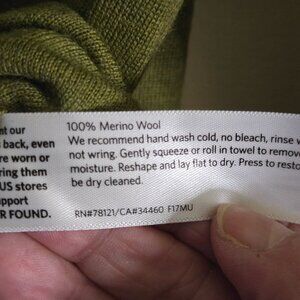 nt our
s back, even
re worn or
ring them
US stores
upport
R FOUND.
100% Merino Wool
We recommend hand wash cold, no bleach, rinse w
not wring. Gently squeeze or roll in towel to remov
moisture. Reshape and lay flat to dry. Press to resto
be dry cleaned.
RN#78121/CA#34460 F17MU